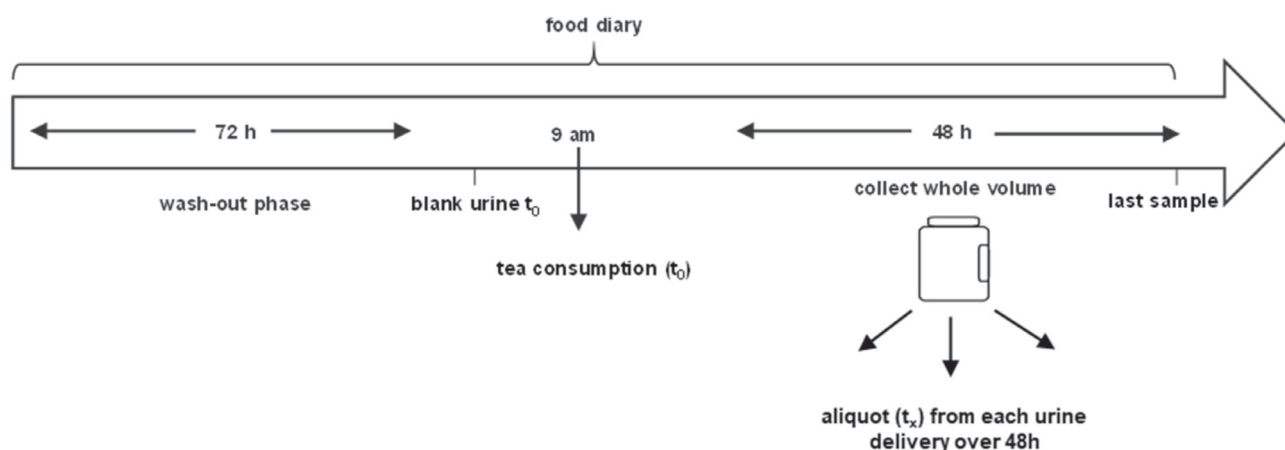 food diary
72 h
9 am
48 h
wash-out phase
blank urine t₀
collect whole volume
last sample
tea consumption (t₀)
aliquot (tₓ) from each urine
delivery over 48h